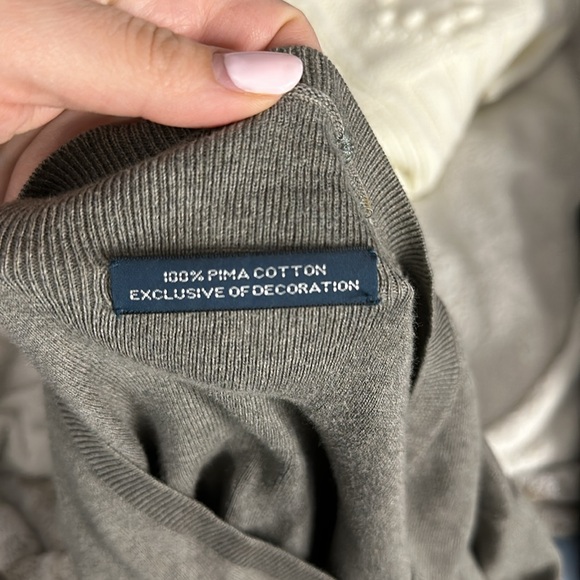 100% PIMA COTTON
EXCLUSIVE OF DECORATION